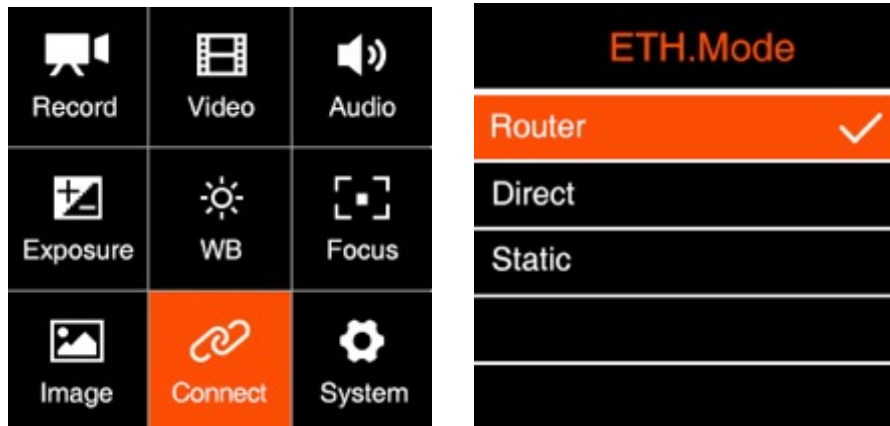 Record Video Audio
Exposure WB Focus
Image Connect System
ETH.Mode
Router
Direct
Static